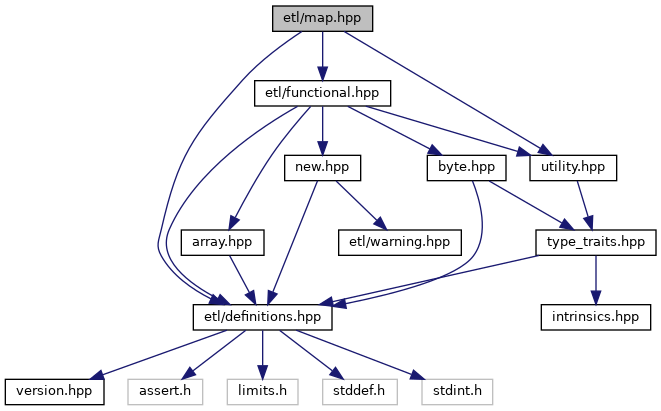 etl/map.hpp
etl/functional.hpp
new.hpp
byte.hpp
utility.hpp
array.hpp
etl/warning.hpp
type_traits.hpp
etl/definitions.hpp
intrinsics.hpp
version.hpp
assert.h
limits.h
stddef.h
stdint.h